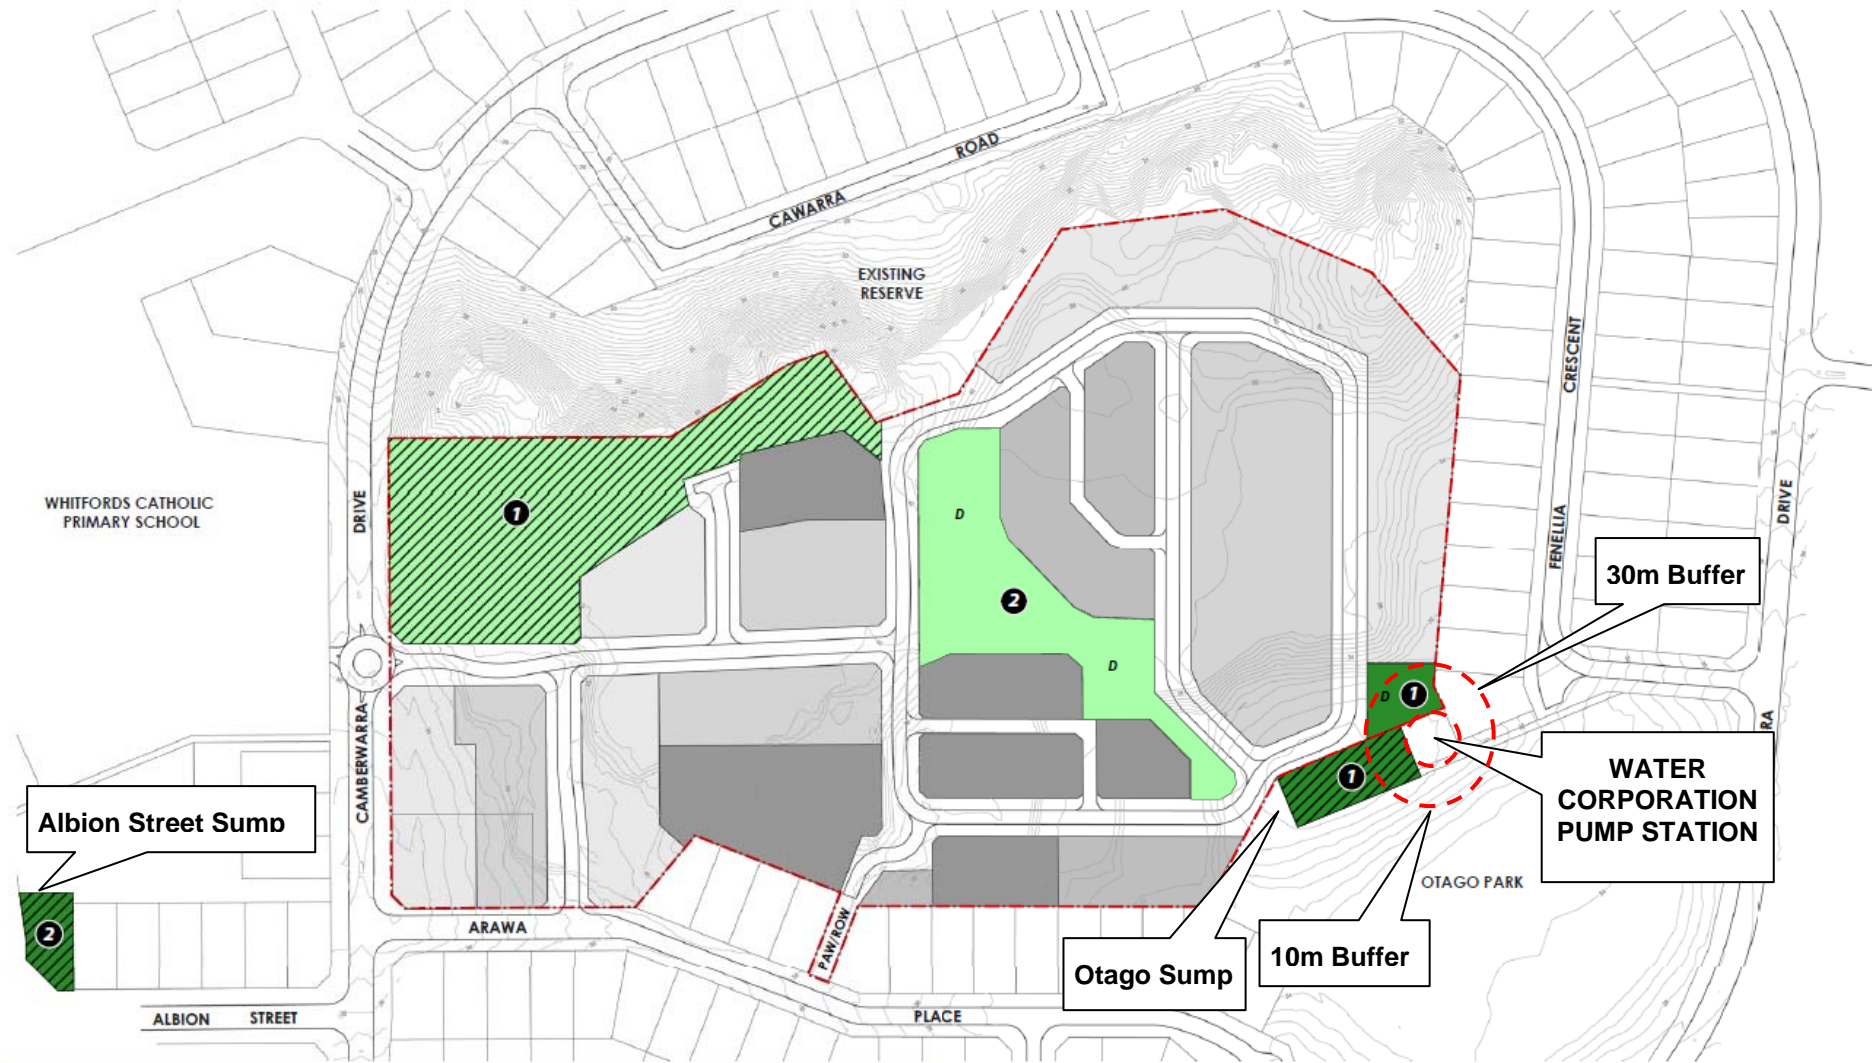 ROAD
CAWARRA
EXISTING
RESERVE
CRESCENT
WHITFORDS CATHOLIC
PRIMARY SCHOOL
DRIVE
1
D
2
FENELLIA
DRIVE
30m Buffer
D
D
1
CAMBERWARRA
RA
WATER
CORPORATION
PUMP STATION
1
Albion Street Sump
OTAGO PARK
2
ARAWA
PAW/ROW
Otago Sump
10m Buffer
ALBION STREET
PLACE